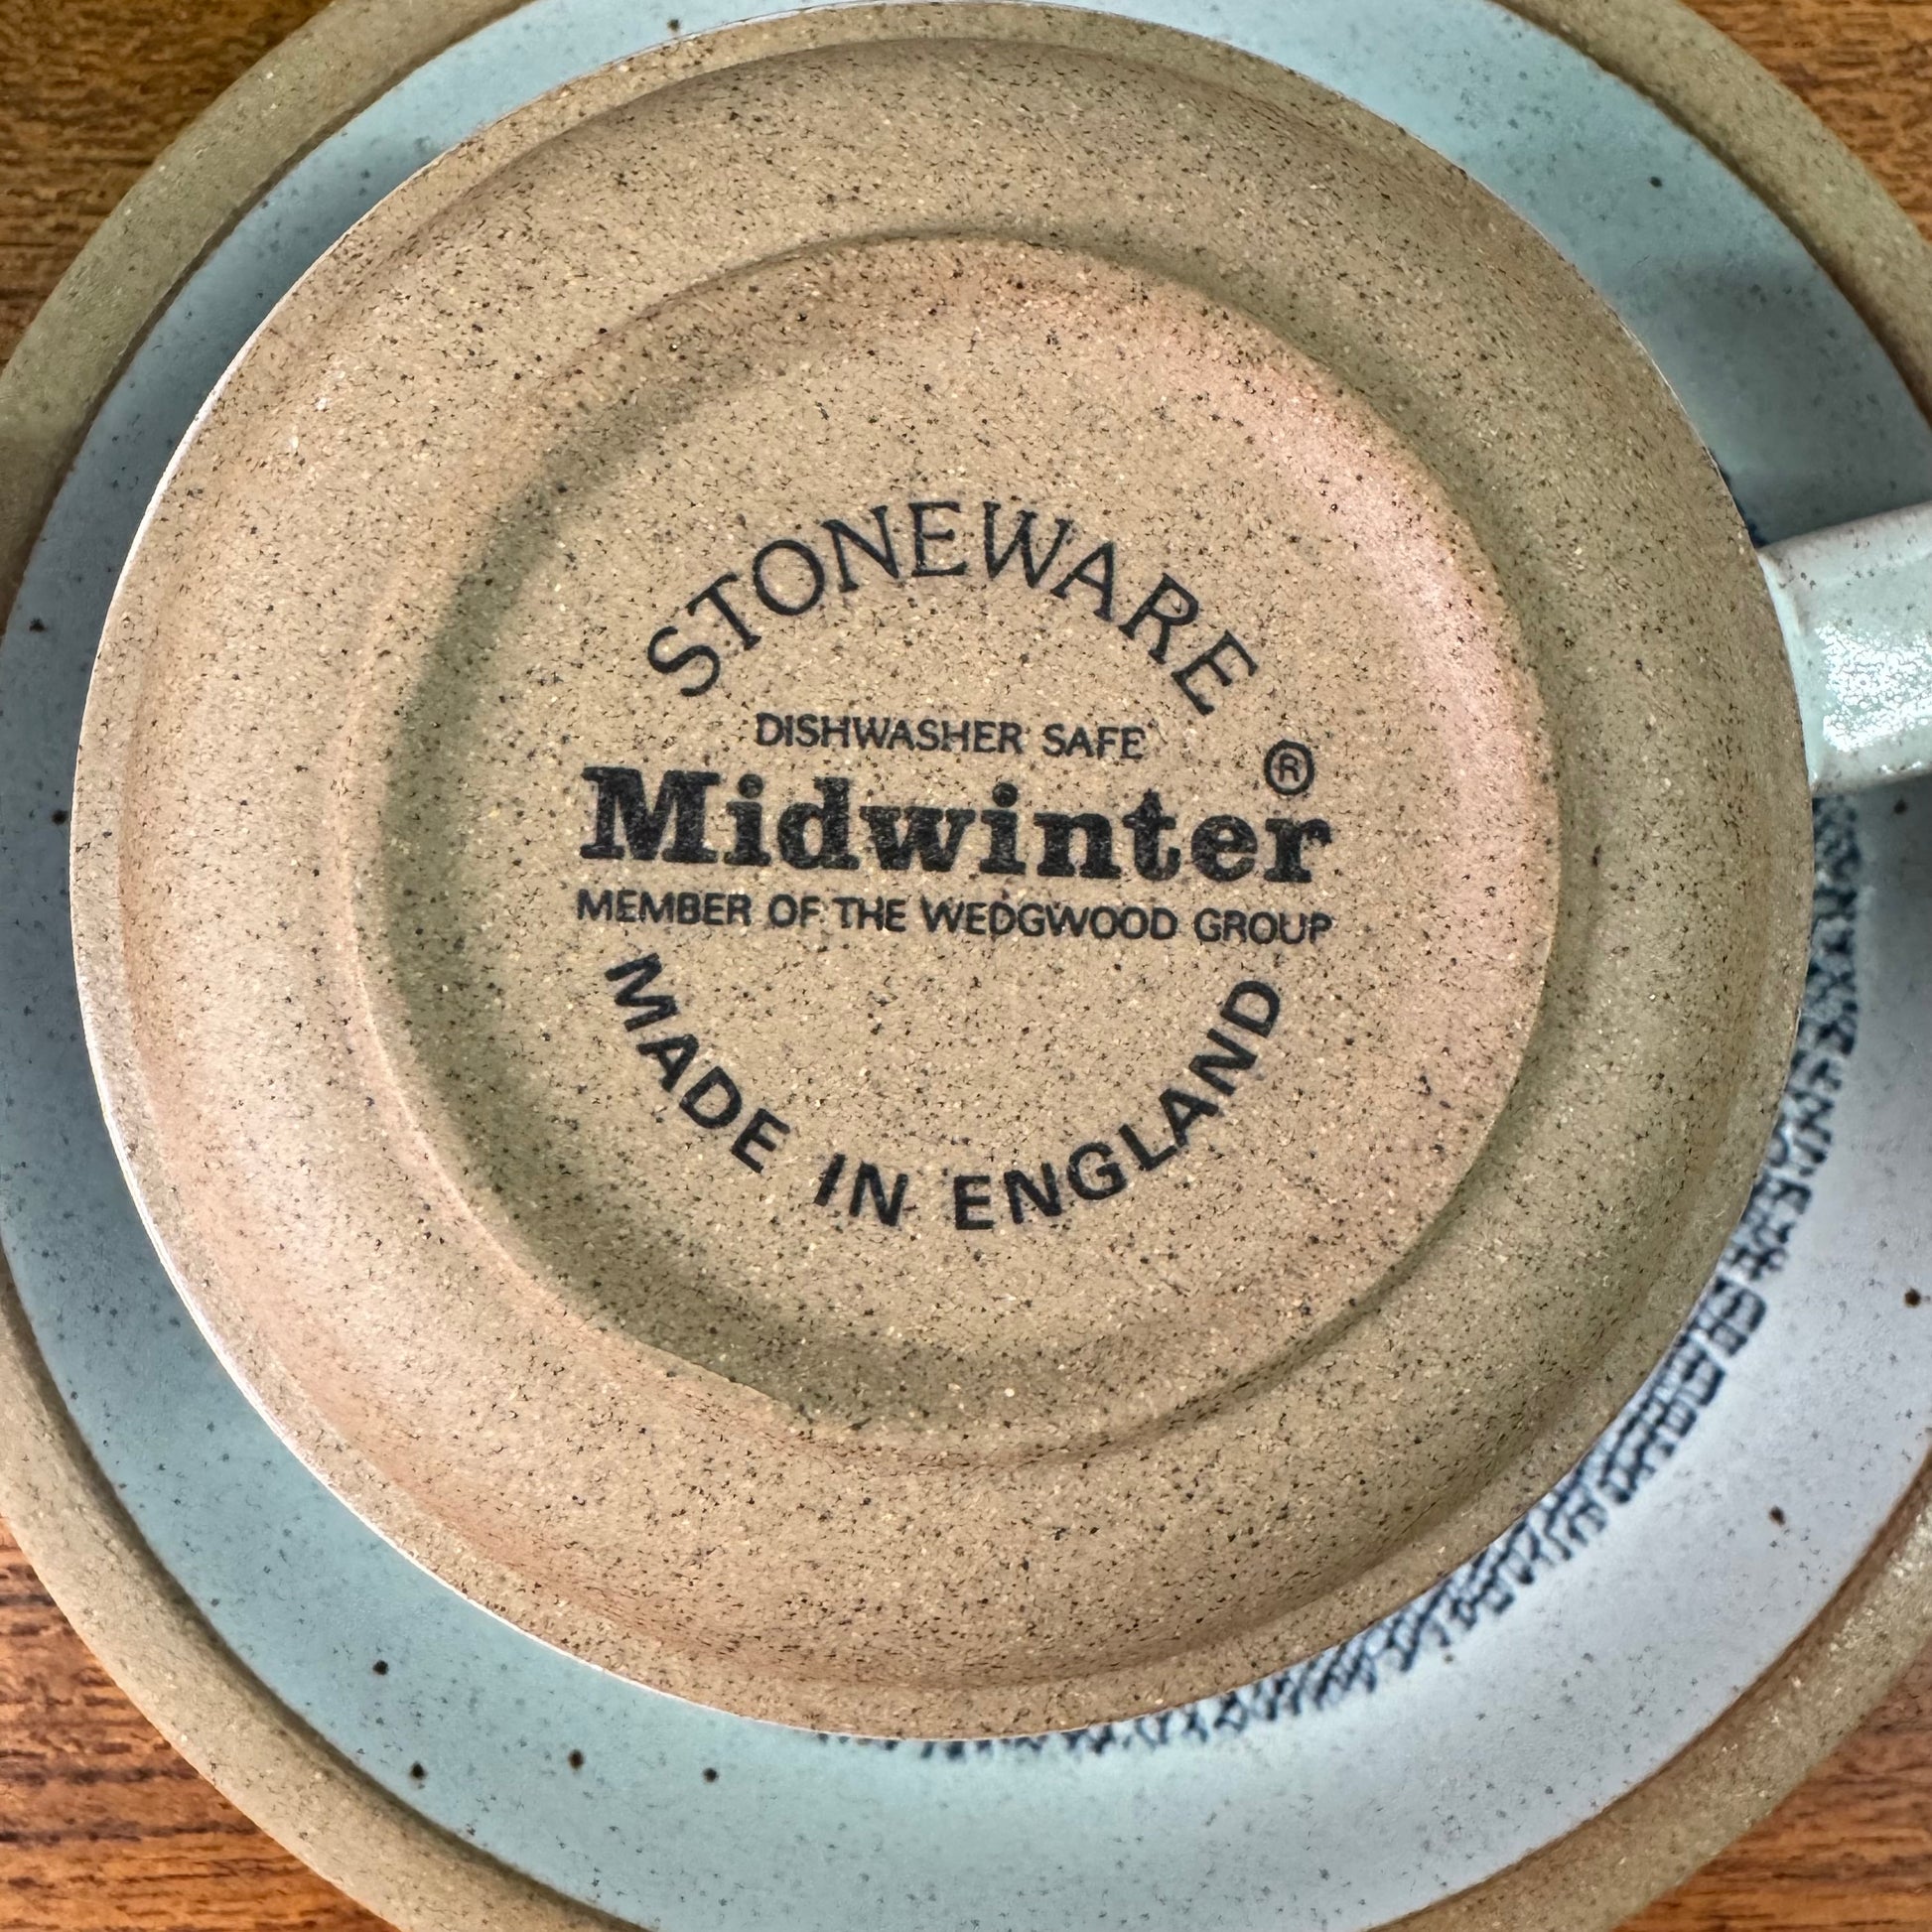 STONEWARE
DISHWASHER SAFE
Midwinter®
MEMBER OF THE WEDGWOOD GROUP
MADE IN ENGLAND